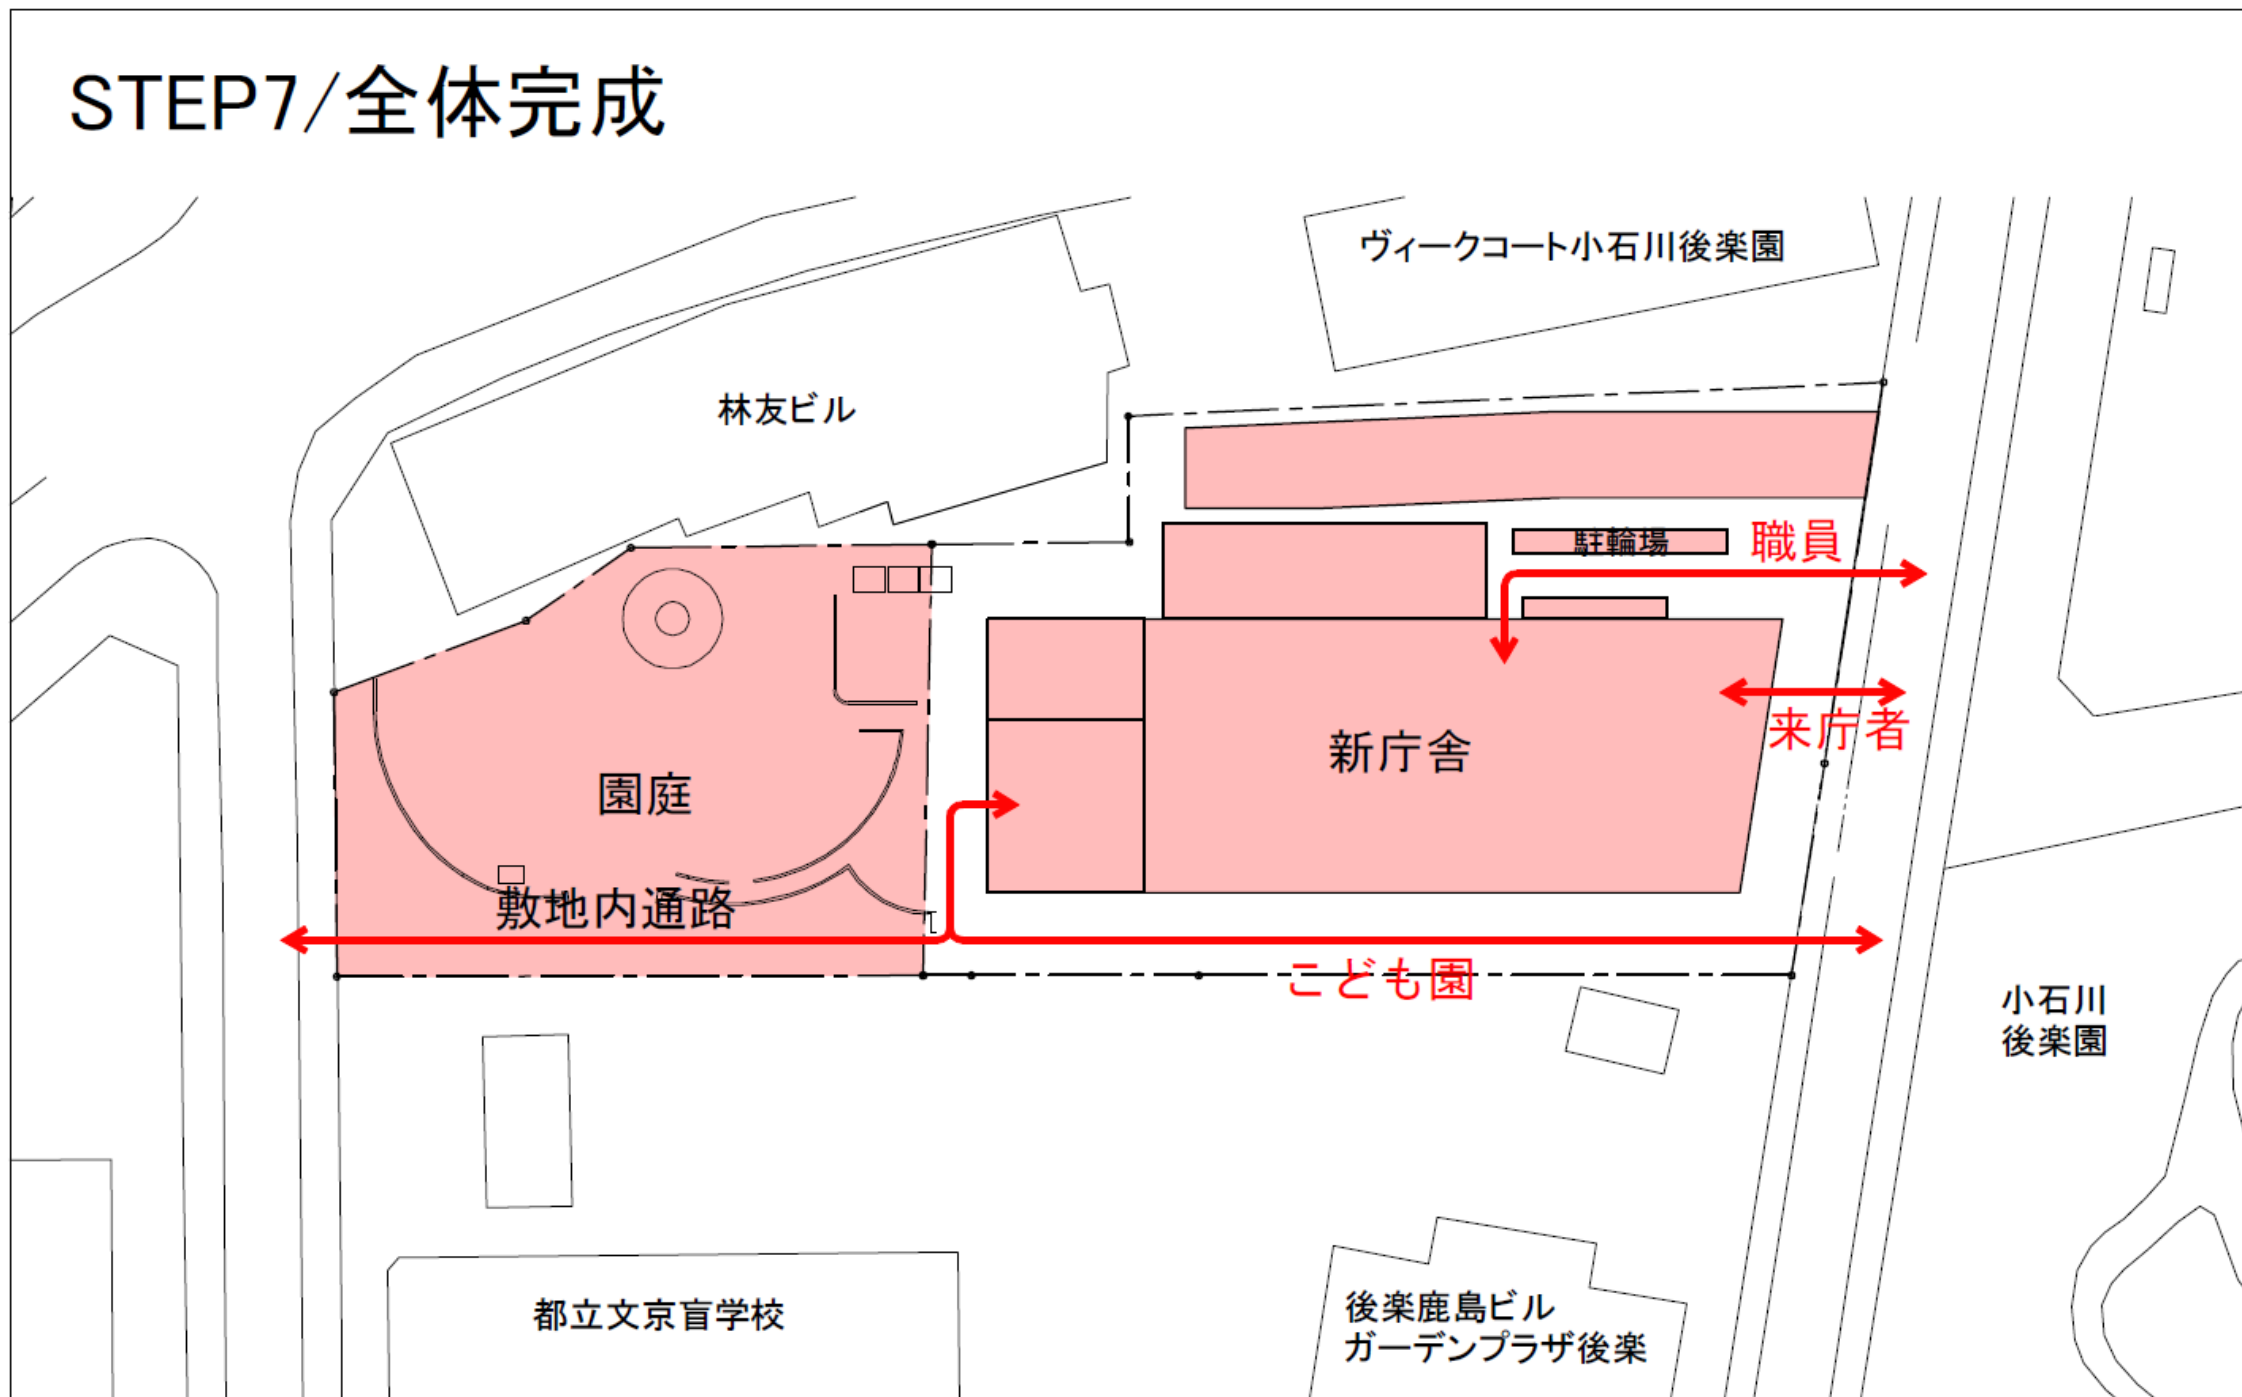 STEP7/全体完成
ヴィークコート小石川後楽園
林友ビル
駐輪場
職員
来庁者
新庁舎
園庭
敷地内通路
こども園
小石川
後楽園
都立文京盲学校
後楽鹿島ビル
ガーデンプラザ後楽